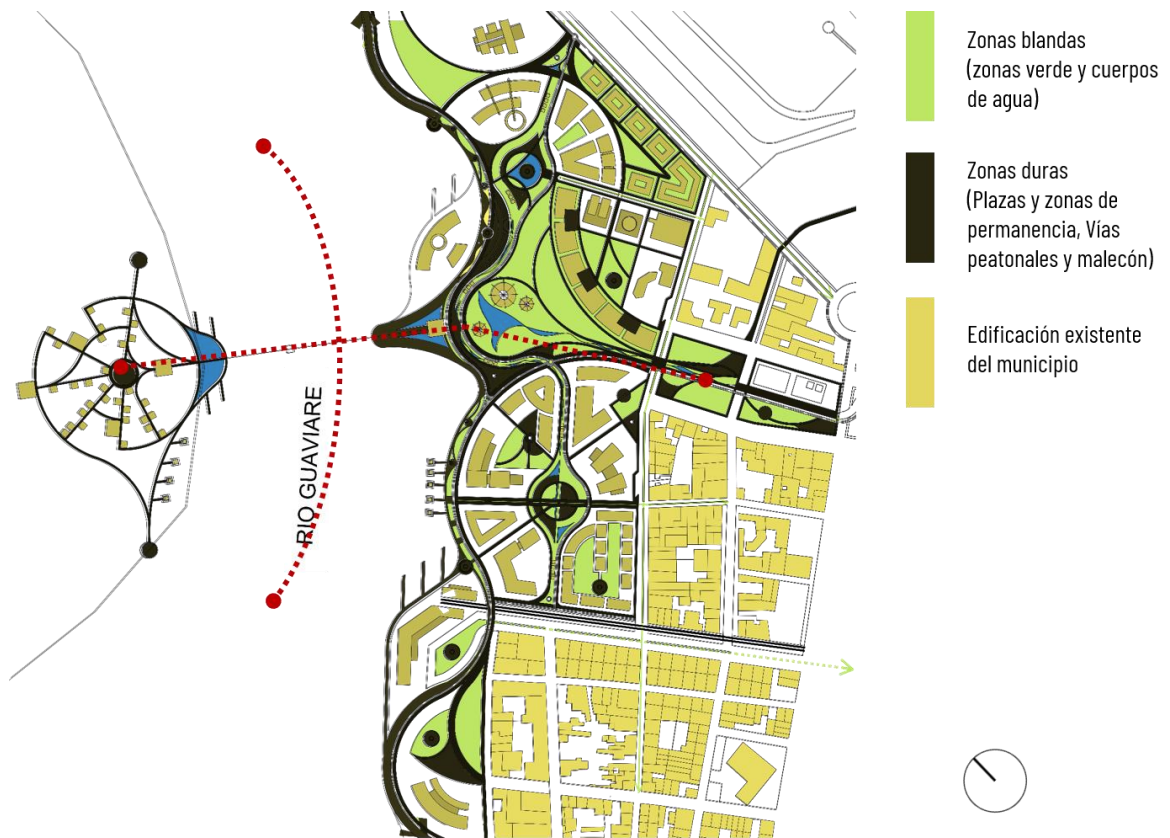 Zonas blandas
(zonas verde y cuerpos
de agua)
Zonas duras
(Plazas y zonas de
permanencia, Vías
peatonales y malecón)
Edificación existente
del municipio
RIO GUAVIARE